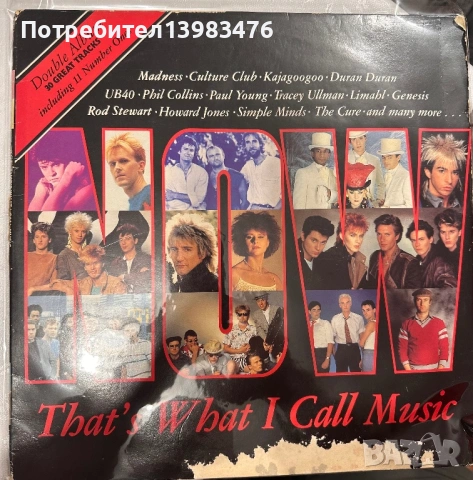 Потребител13983476
Double Al
30 GREAT TRACKS
including 11 Number On
Madness · Culture Club · Kajagoogoo · Duran Duran
UB40 · Phil Collins · Paul Young · Tracey Ullman · Limahl · Genesis
Rod Stewart · Howard Jones · Simple Minds · The Cure · and many more . . . .
NOW
That's What I Call Music
BAZAR